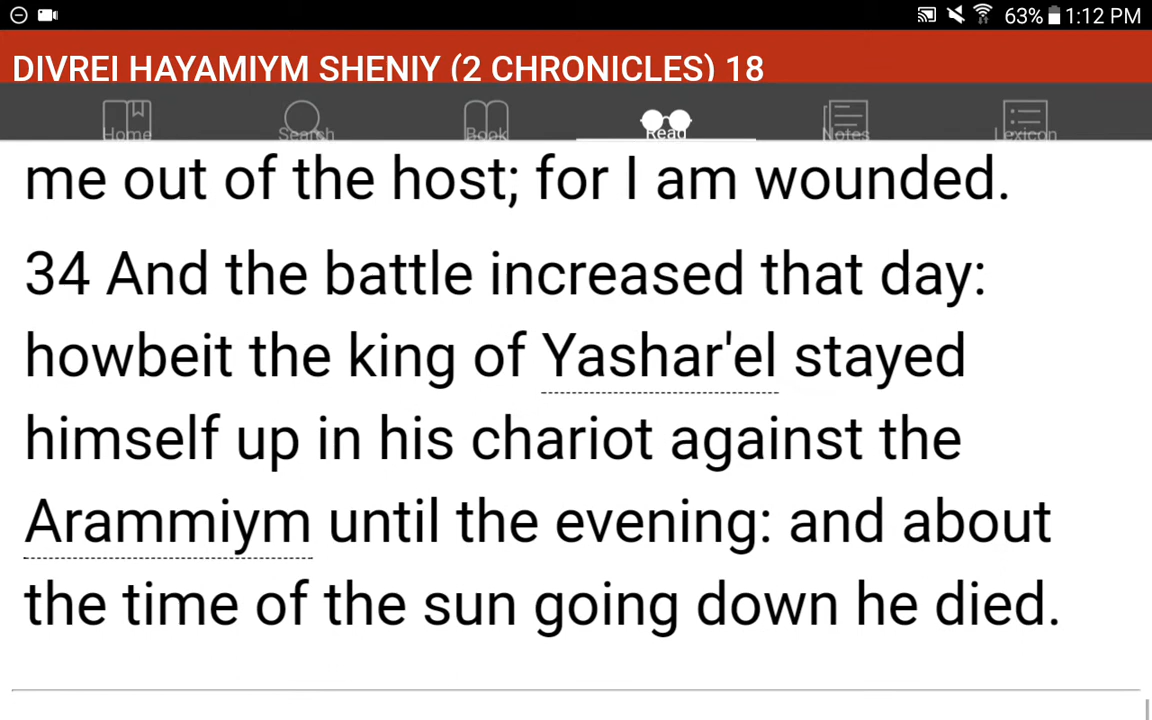 63% 1:12 PM
DIVREI HAYAMIYM SHENIY (2 CHRONICLES) 18
Home Search Book Read Notes Lexicon
me out of the host; for I am wounded.
34 And the battle increased that day:
howbeit the king of Yashar'el stayed
himself up in his chariot against the
Arammiym until the evening: and about
the time of the sun going down he died.